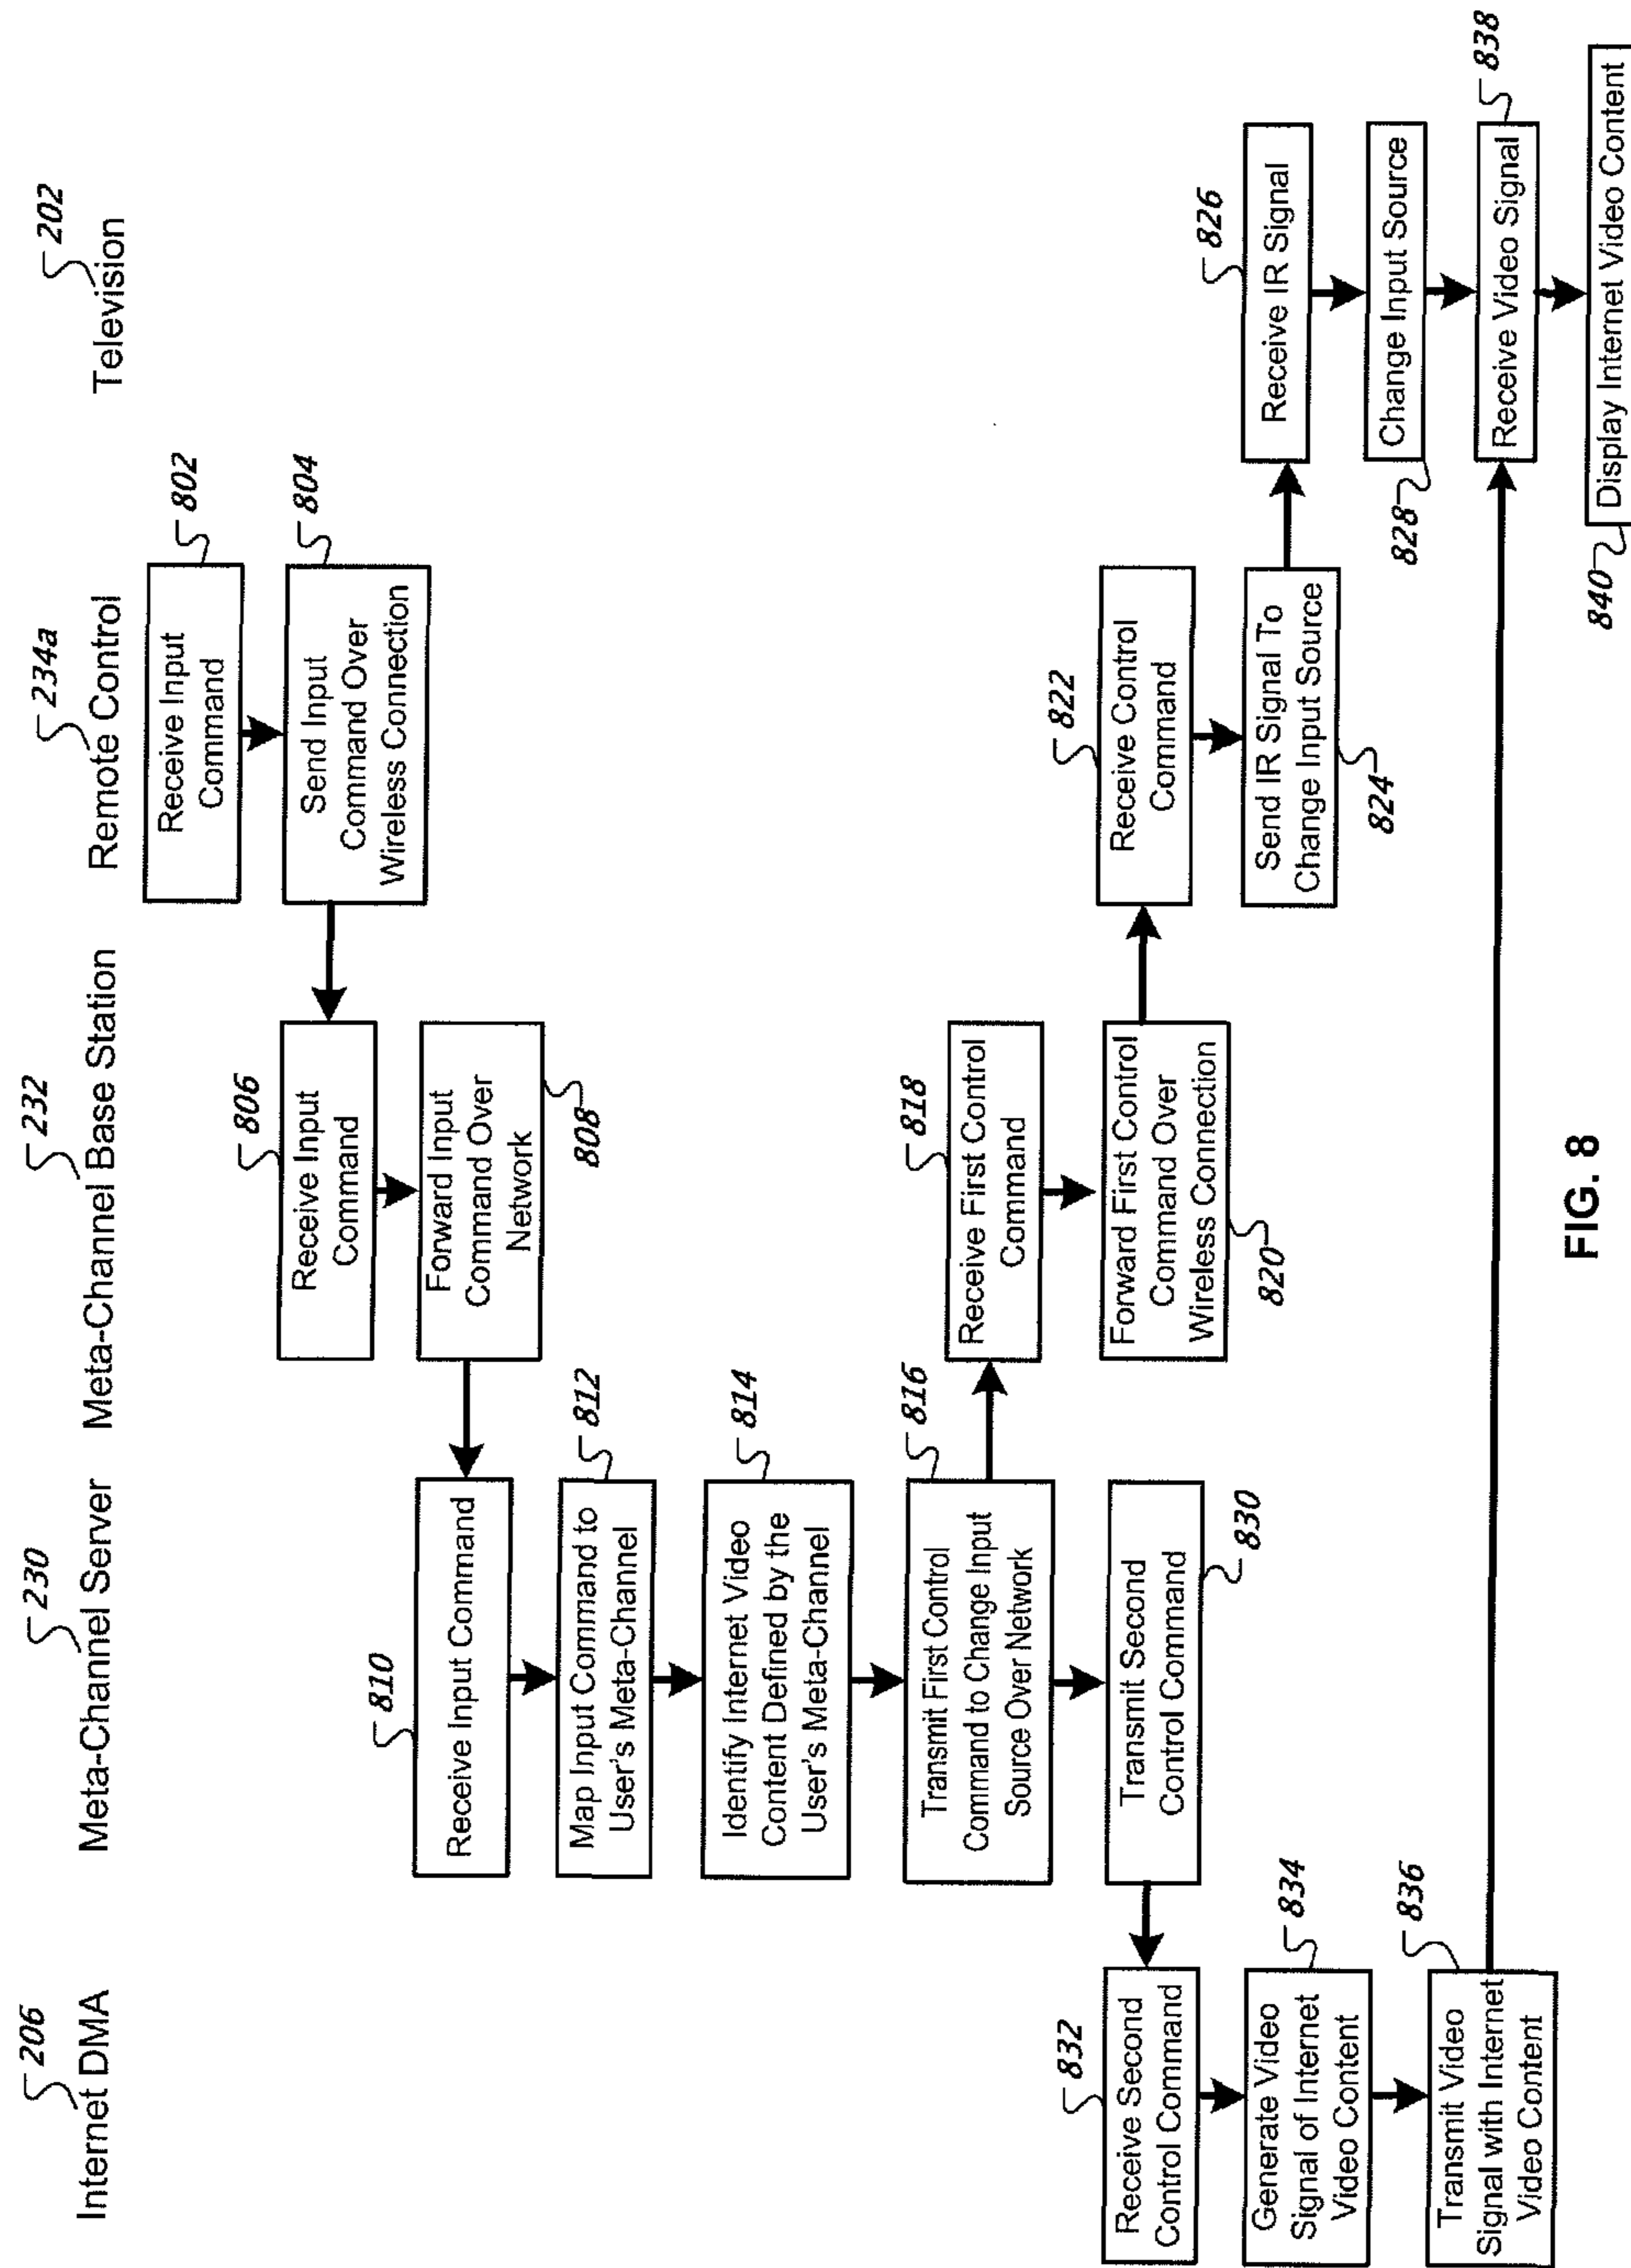 206
Internet DMA
230
Meta-Channel Server
232
Meta-Channel Base Station
234a
Remote Control
202
Television
802
Receive Input
Command
804
Send Input
Command Over
Wireless Connection
806
Receive Input
Command
808
Forward Input
Command Over
Network
810
Receive Input Command
812
Map Input Command to
User's Meta-Channel
814
Identify Internet Video
Content Defined by the
User's Meta-Channel
816
Transmit First Control
Command to Change Input
Source Over Network
818
Receive First Control
Command
820
Forward First Control
Command Over
Wireless Connection
822
Receive Control
Command
824
Send IR Signal To
Change Input Source
826
Receive IR Signal
828
Change Input Source
830
Transmit Second
Control Command
832
Receive Second
Control Command
834
Generate Video
Signal of Internet
Video Content
836
Transmit Video
Signal with Internet
Video Content
838
Receive Video Signal
840
Display Internet Video Content
FIG. 8